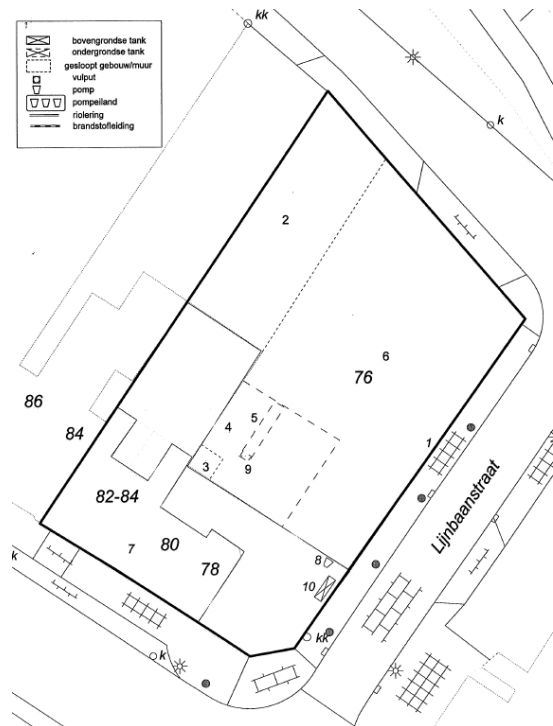 bovengrondse tank
ondergrondse tank
gesloopt gebouw/muur
vulput
pomp
pompeiland
riolering
brandstofleiding
kk
k
2
6
76
86
84
5
4
1
3
9
82-84
Lijnbaanstraat
7
80
78
8
10
kk
k
k